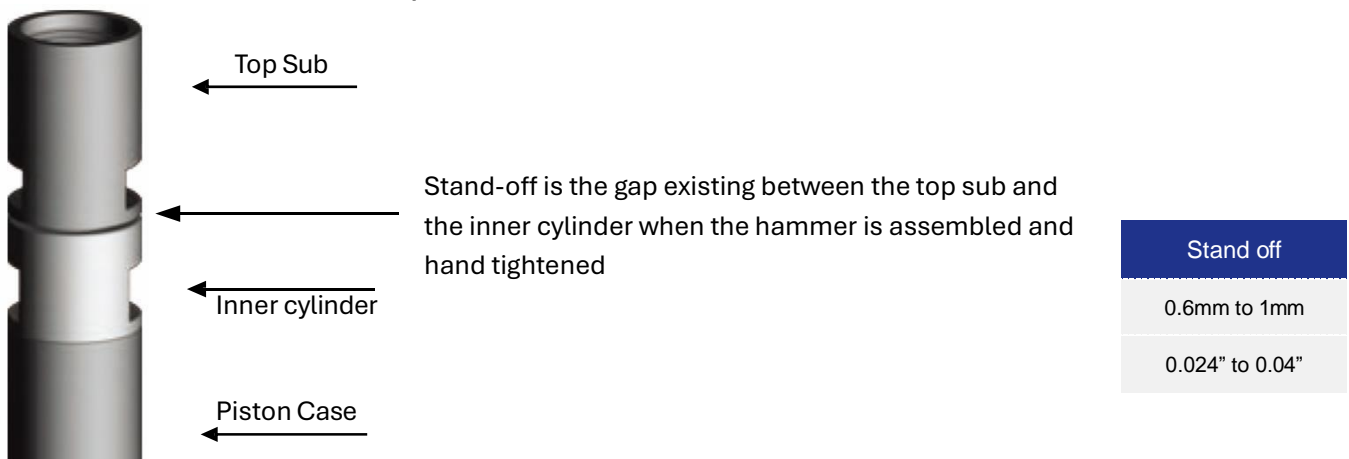 Top Sub
Stand-off is the gap existing between the top sub and
the inner cylinder when the hammer is assembled and
hand tightened
Inner cylinder
Piston Case
Stand off
0.6mm to 1mm
0.024” to 0.04”